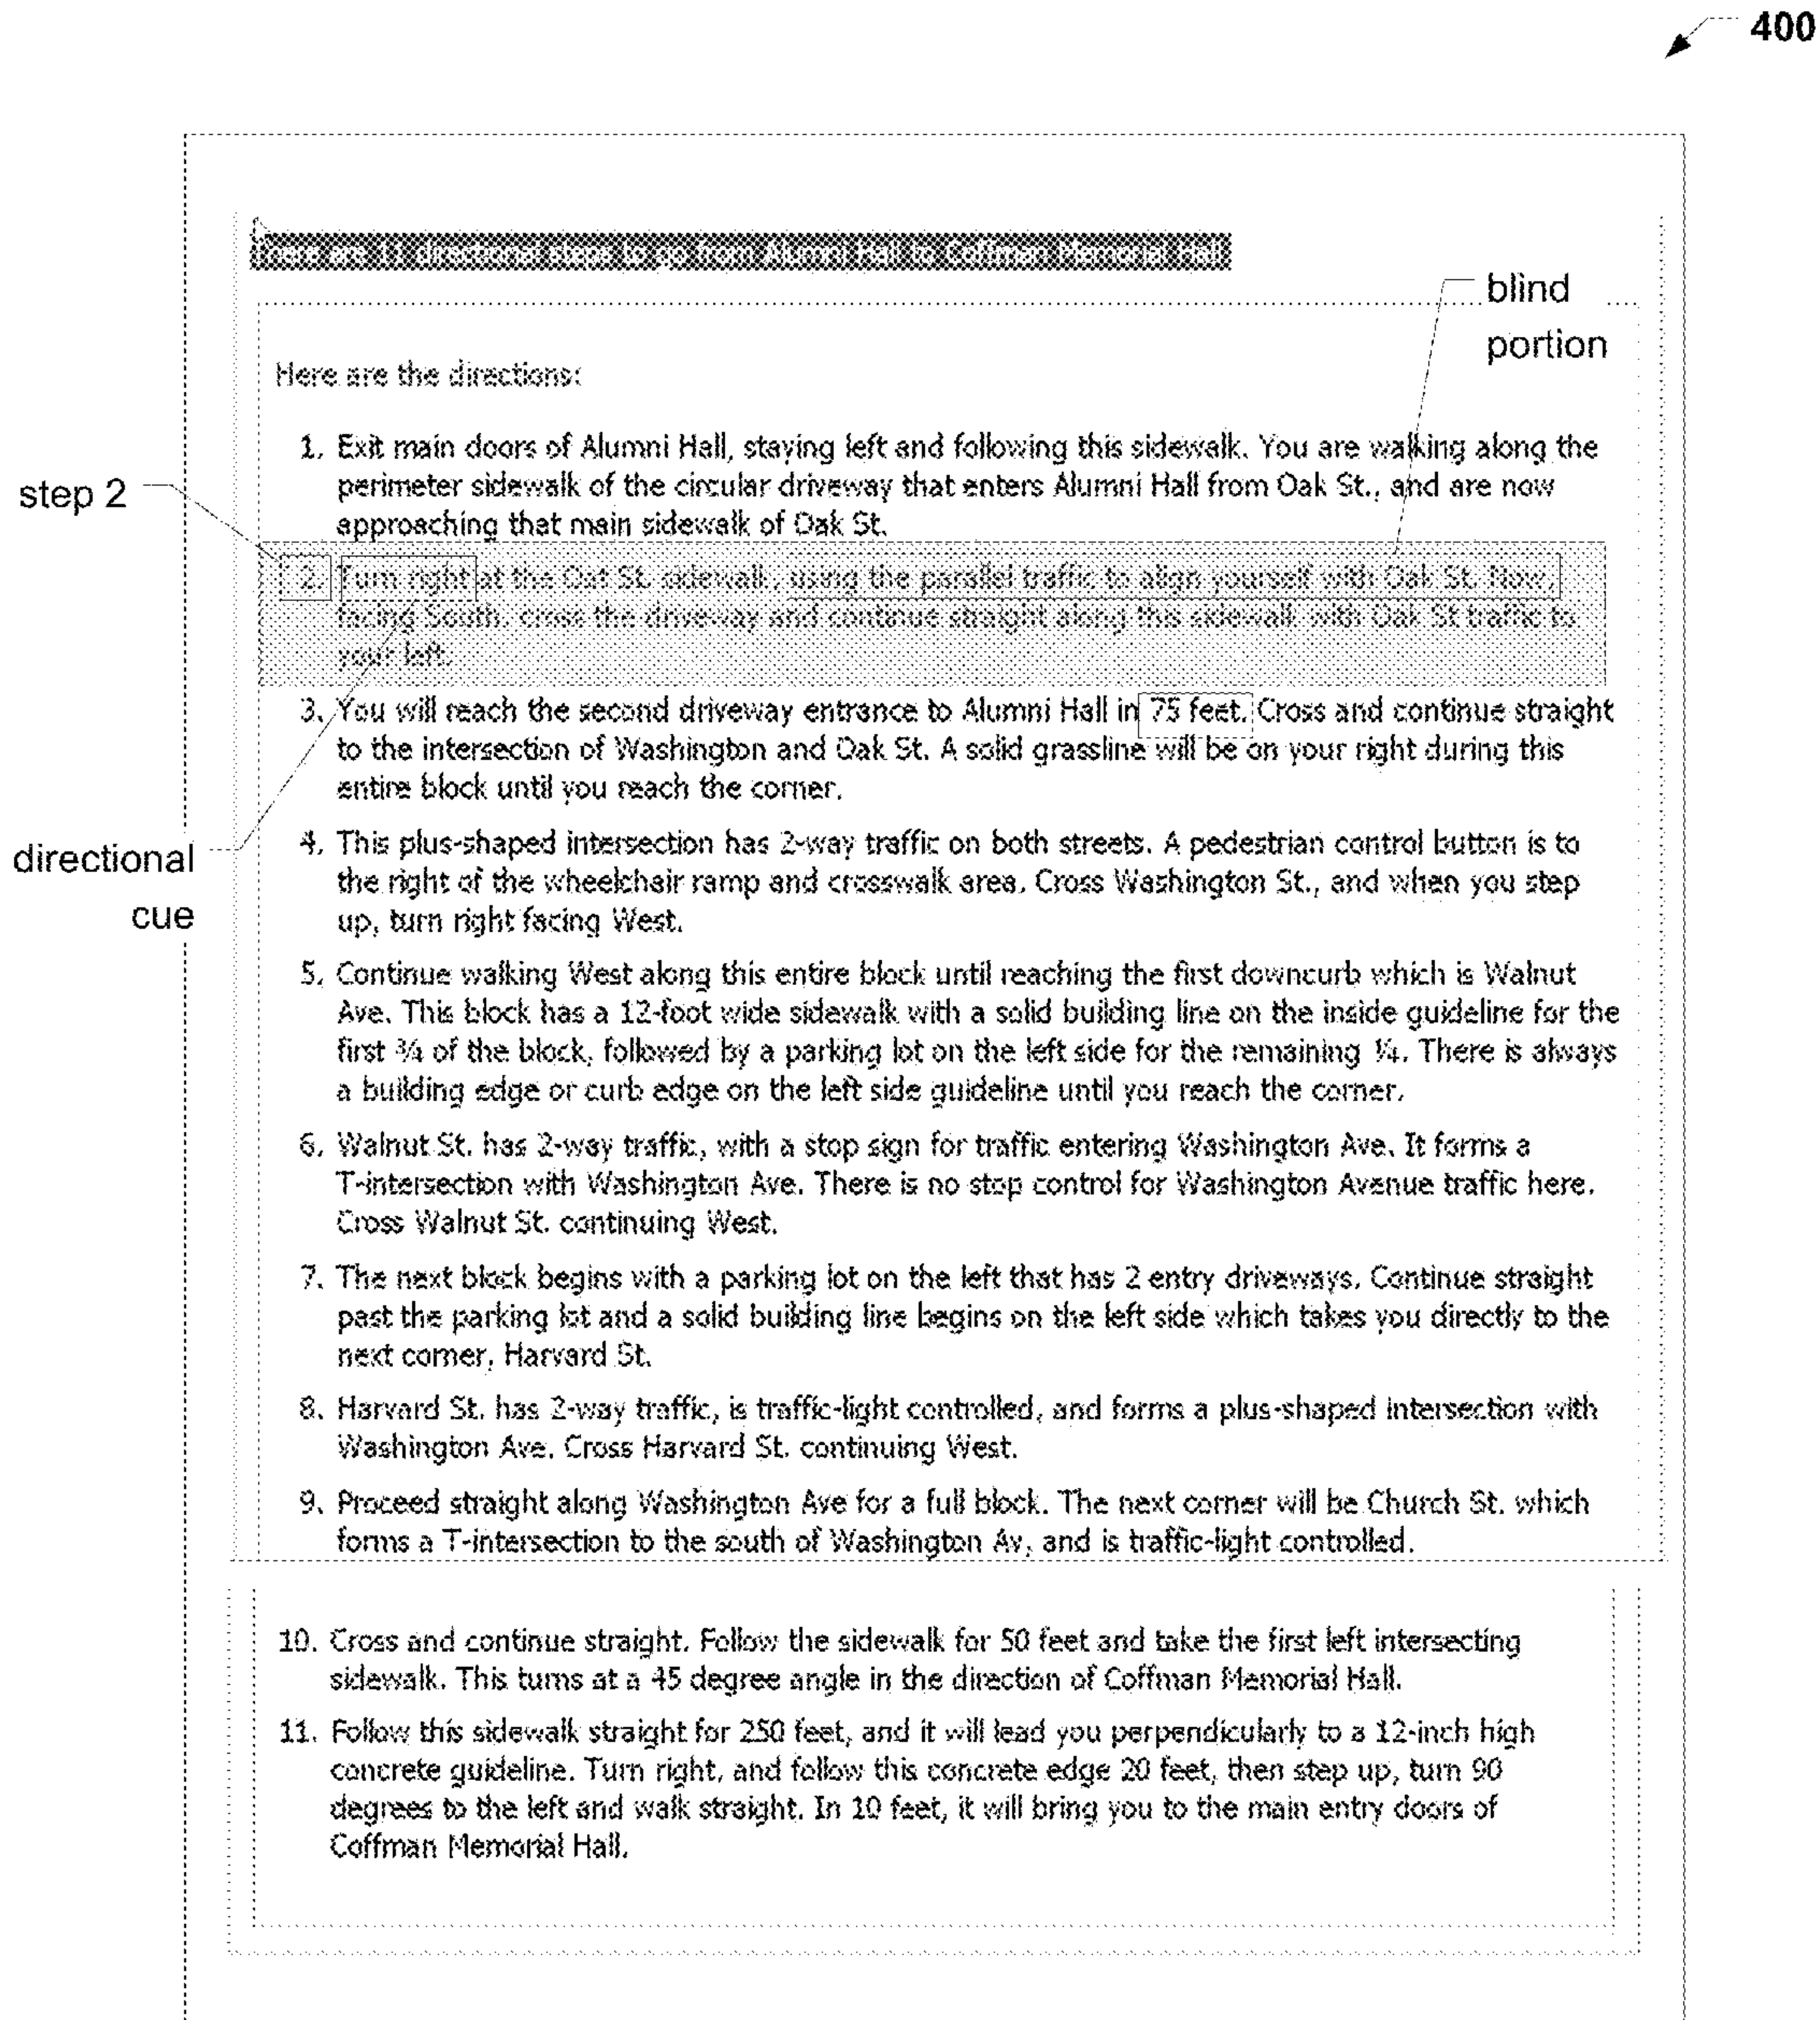 400
There are 11 directional steps to go from Alumni Hall to Coffman Memorial Hall
blind
portion
Here are the directions:
1. Exit main doors of Alumni Hall, staying left and following this sidewalk. You are walking along the
perimeter sidewalk of the circular driveway that enters Alumni Hall from Oak St., and are now
approaching that main sidewalk of Oak St.
step 2
2. Turn right at the Oat St. sidewalk, using the parallel traffic to align yourself with Oak St. Now,
facing South, cross the driveway and continue straight along this sidewalk with Oak St traffic to
your left.
3. You will reach the second driveway entrance to Alumni Hall in 75 feet. Cross and continue straight
to the intersection of Washington and Oak St. A solid grassline will be on your right during this
entire block until you reach the corner.
directional
cue
4. This plus-shaped intersection has 2-way traffic on both streets. A pedestrian control button is to
the right of the wheelchair ramp and crosswalk area. Cross Washington St., and when you step
up, turn right facing West.
5. Continue walking West along this entire block until reaching the first downcurb which is Walnut
Ave. This block has a 12-foot wide sidewalk with a solid building line on the inside guideline for the
first ¾ of the block, followed by a parking lot on the left side for the remaining ¼. There is always
a building edge or curb edge on the left side guideline until you reach the corner.
6. Walnut St. has 2-way traffic, with a stop sign for traffic entering Washington Ave. It forms a
T-intersection with Washington Ave. There is no stop control for Washington Avenue traffic here.
Cross Walnut St. continuing West.
7. The next block begins with a parking lot on the left that has 2 entry driveways. Continue straight
past the parking lot and a solid building line begins on the left side which takes you directly to the
next corner, Harvard St.
8. Harvard St. has 2-way traffic, is traffic-light controlled, and forms a plus-shaped intersection with
Washington Ave. Cross Harvard St. continuing West.
9. Proceed straight along Washington Ave for a full block. The next corner will be Church St. which
forms a T-intersection to the south of Washington Av, and is traffic-light controlled.
10. Cross and continue straight. Follow the sidewalk for 50 feet and take the first left intersecting
sidewalk. This turns at a 45 degree angle in the direction of Coffman Memorial Hall.
11. Follow this sidewalk straight for 250 feet, and it will lead you perpendicularly to a 12-inch high
concrete guideline. Turn right, and follow this concrete edge 20 feet, then step up, turn 90
degrees to the left and walk straight. In 10 feet, it will bring you to the main entry doors of
Coffman Memorial Hall.